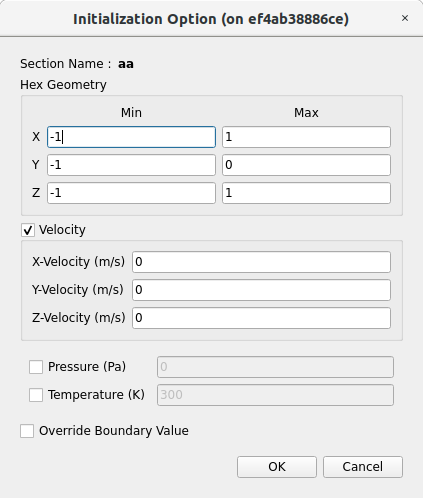 Initialization Option (on ef4ab38886ce) ×
Section Name : aa
Hex Geometry
Min Max
X -1 1
Y -1 0
Z -1 1
Velocity
X-Velocity (m/s) 0
Y-Velocity (m/s) 0
Z-Velocity (m/s) 0
Pressure (Pa) 0
Temperature (K) 300
Override Boundary Value
OK Cancel